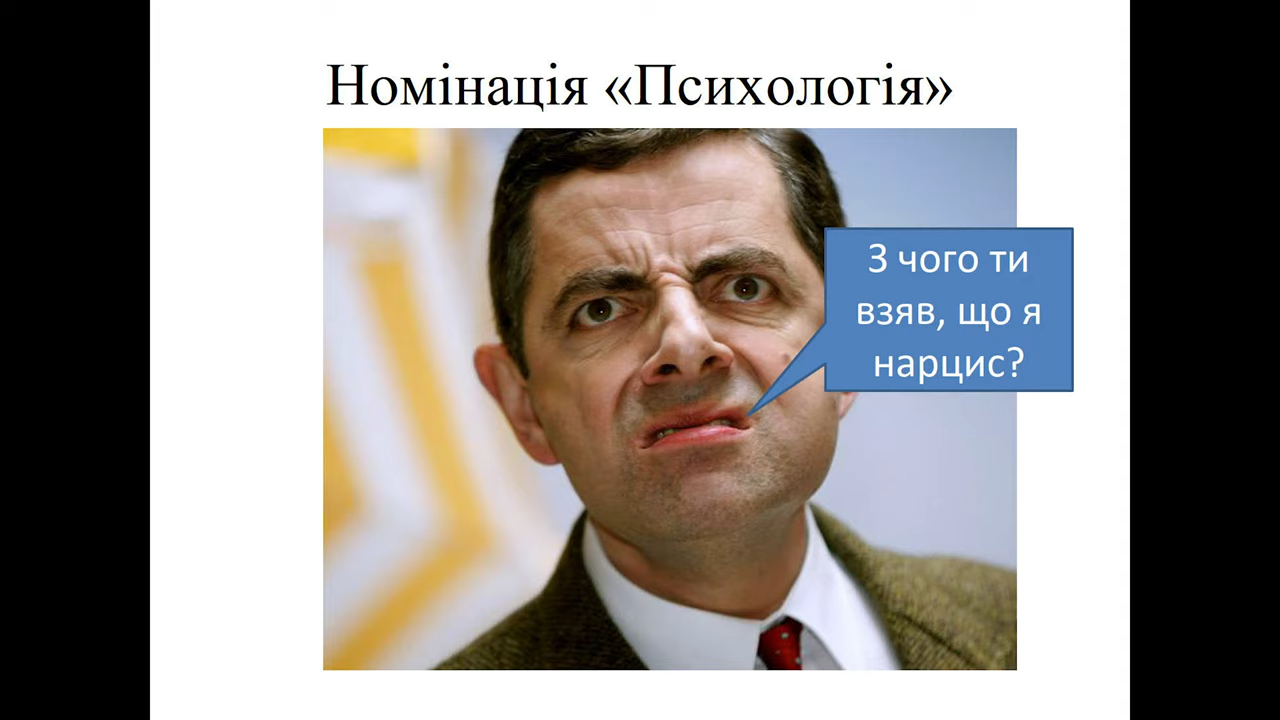 Номінація «Психологія»
З чого ти
взяв, що я
нарцис?